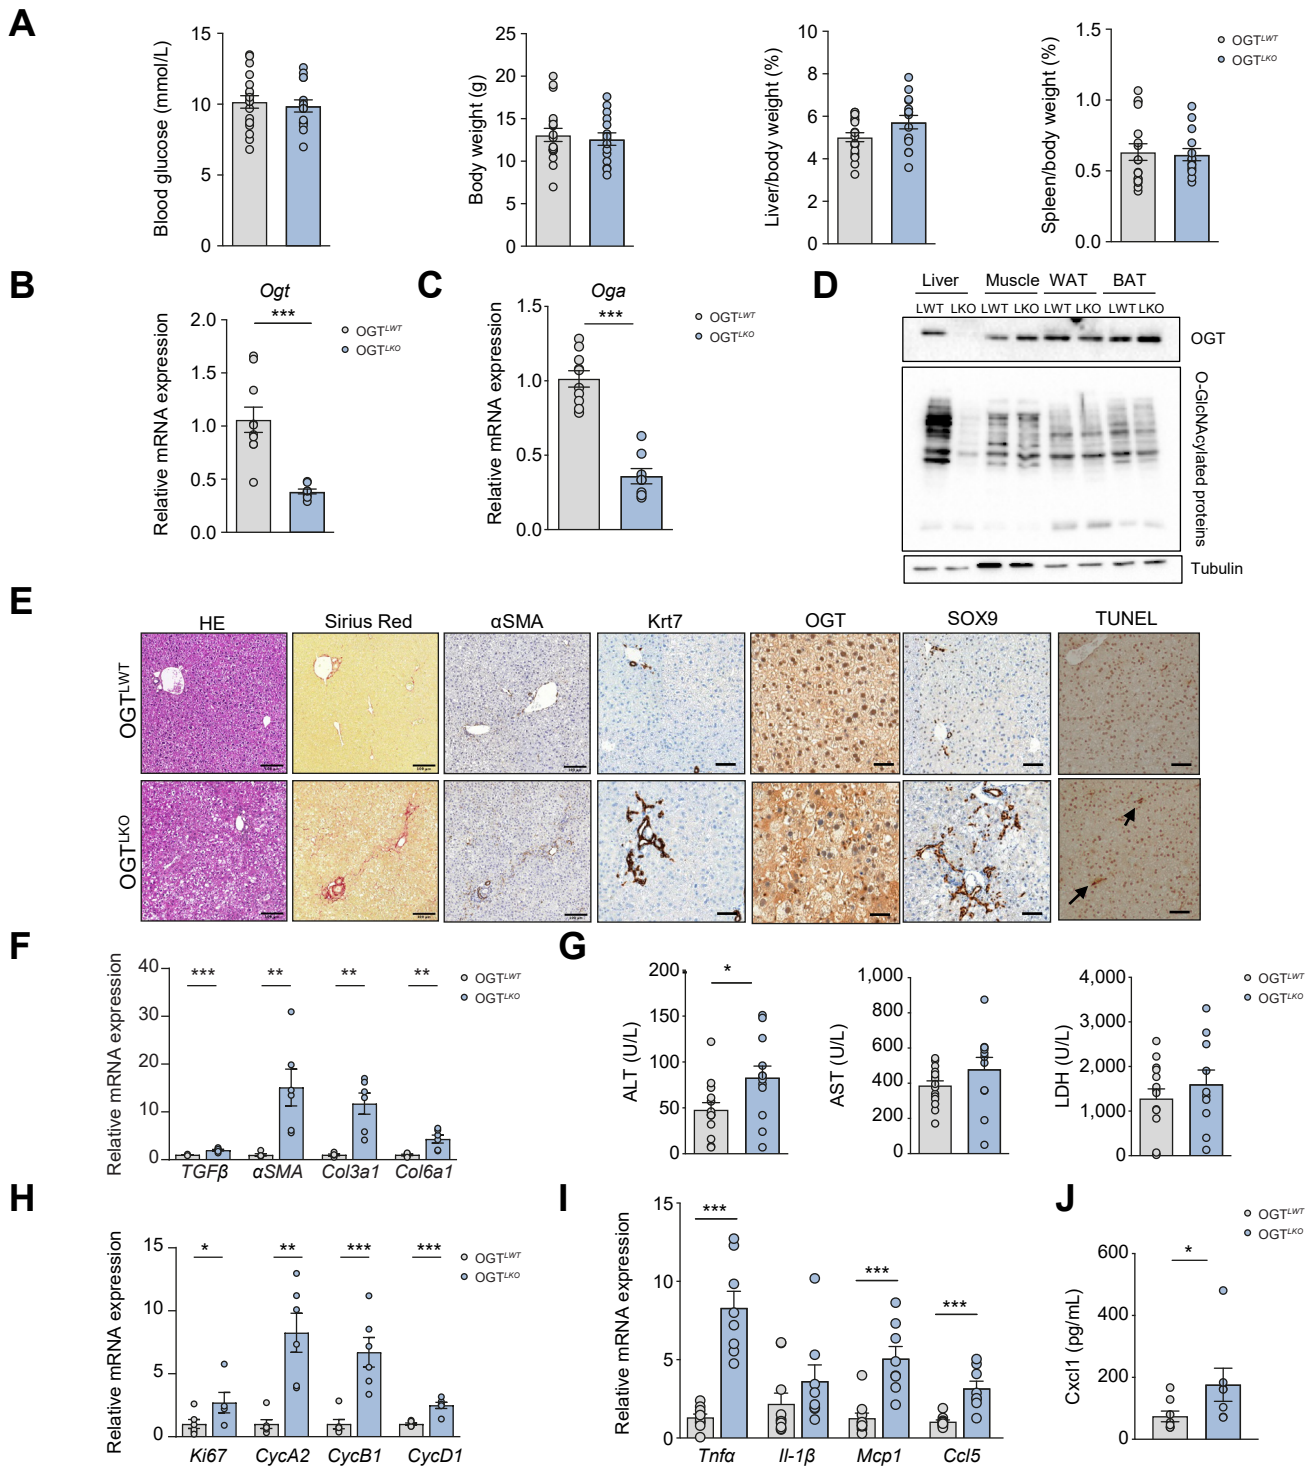 A
Blood glucose (mmol/L)
15
10
5
0
Body weight (g)
25
20
15
10
5
0
Liver/body weight (%)
10
8
6
4
2
0
Spleen/body weight (%)
1.5
1.0
0.5
0.0
OGT^LWT
OGT^LKO
B
Ogt
***
Relative mRNA expression
2.0
1.5
1.0
0.5
0.0
OGT^LWT
OGT^LKO
C
Oga
***
Relative mRNA expression
1.5
1.0
0.5
0.0
OGT^LWT
OGT^LKO
D
Liver Muscle WAT BAT
LWT LKO LWT LKO LWT LKO LWT LKO
OGT
O-GlcNAcylated proteins
Tubulin
E
HE Sirius Red αSMA Krt7 OGT SOX9 TUNEL
OGT^LWT
OGT^LKO
F
Relative mRNA expression
40
30
20
10
0
*** ** ** **
TGFβ αSMA Col3a1 Col6a1
OGT^LWT
OGT^LKO
G
ALT (U/L)
200
150
100
50
0
*
AST (U/L)
1,000
800
600
400
200
0
LDH (U/L)
4,000
3,000
2,000
1,000
0
OGT^LWT
OGT^LKO
H
Relative mRNA expression
15
10
5
0
* ** *** ***
Ki67 CycA2 CycB1 CycD1
OGT^LWT
OGT^LKO
I
Relative mRNA expression
15
10
5
0
*** *** ***
Tnfα Il-1β Mcp1 Ccl5
J
OGT^LWT
OGT^LKO
Cxcl1 (pg/mL)
600
400
200
0
*